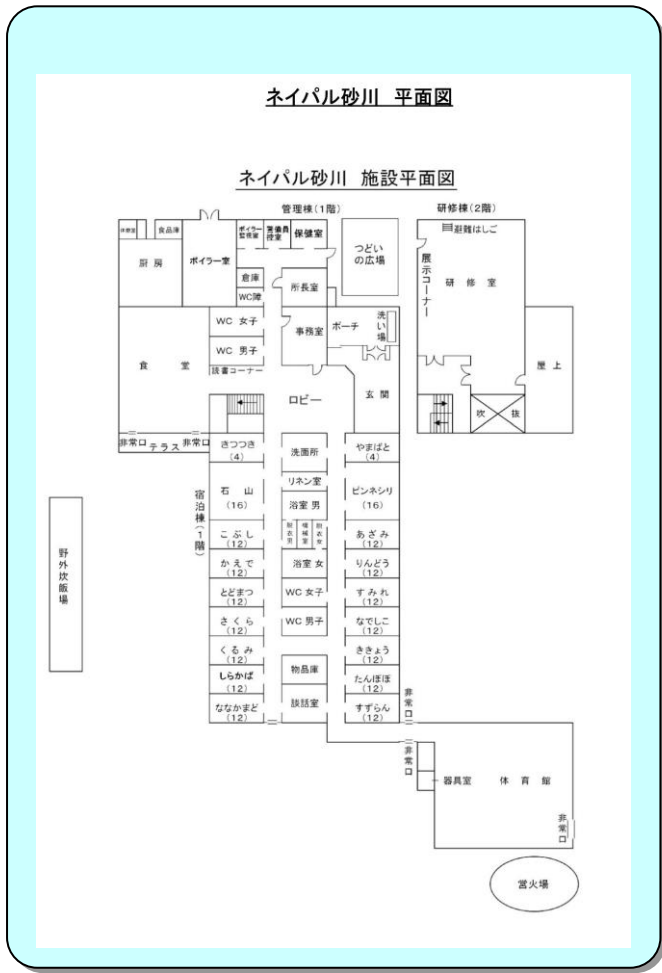 ネイパル砂川 平面図
ネイパル砂川 施設平面図
管理棟(1階)
研修棟(2階)
食品庫
ボイラー室
ボイラー監視室
警備員控室
保健室
厨房
つどいの広場
避難はしご
展示コーナー
研修室
倉庫
所長室
WC障
WC 女子
事務室
ポーチ
洗い場
WC 男子
食堂
読書コーナー
玄関
屋上
ロビー
吹抜
非常口
テラス
非常口
きつつき
(4)
洗面所
やまばと
(4)
宿泊棟(1階)
石山
(16)
リネン室
浴室 男
ピンネシリ
(16)
こぶし
(12)
脱衣男
脱衣女
あざみ
(12)
野外炊飯場
かえで
(12)
浴室 女
りんどう
(12)
とどまつ
(12)
WC 女子
すみれ
(12)
さくら
(12)
WC 男子
なでしこ
(12)
くるみ
(12)
ききょう
(12)
しらかば
(12)
物品庫
たんぽぽ
(12)
ななかまど
(12)
談話室
すずらん
(12)
非常口
非常口
器具室
体育館
非常口
営火場